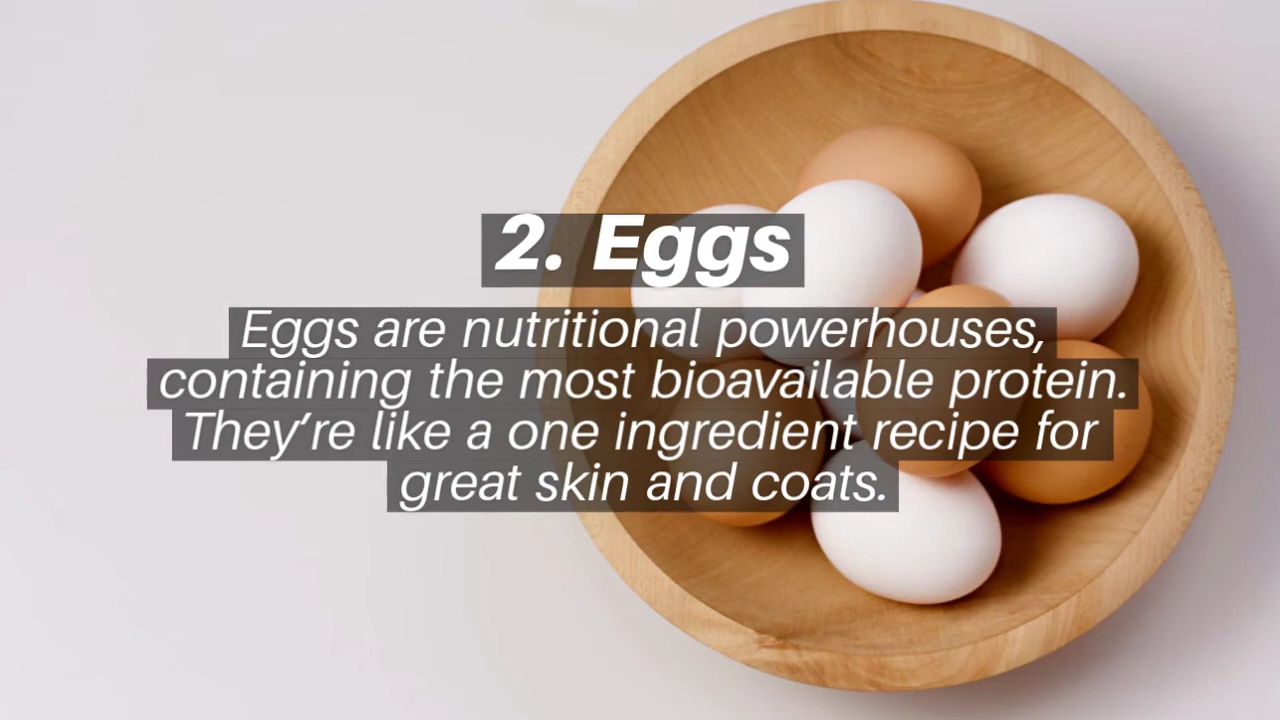 2. Eggs
Eggs are nutritional powerhouses,
containing the most bioavailable protein.
They’re like a one ingredient recipe for
great skin and coats.